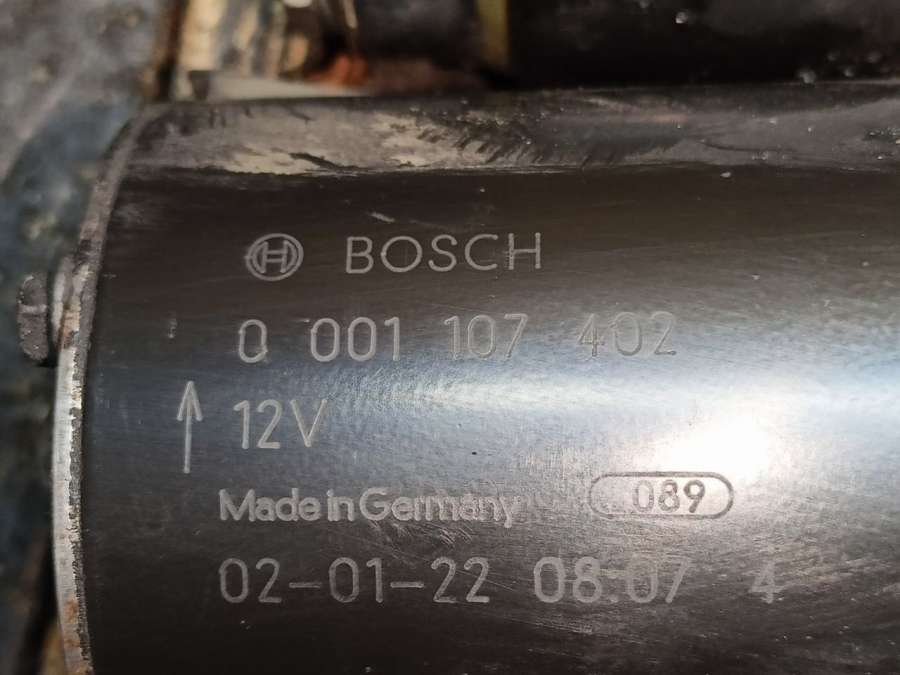 BOSCH
0 001 107 402
12V
Made in Germany 089
02-01-22 08:07 4